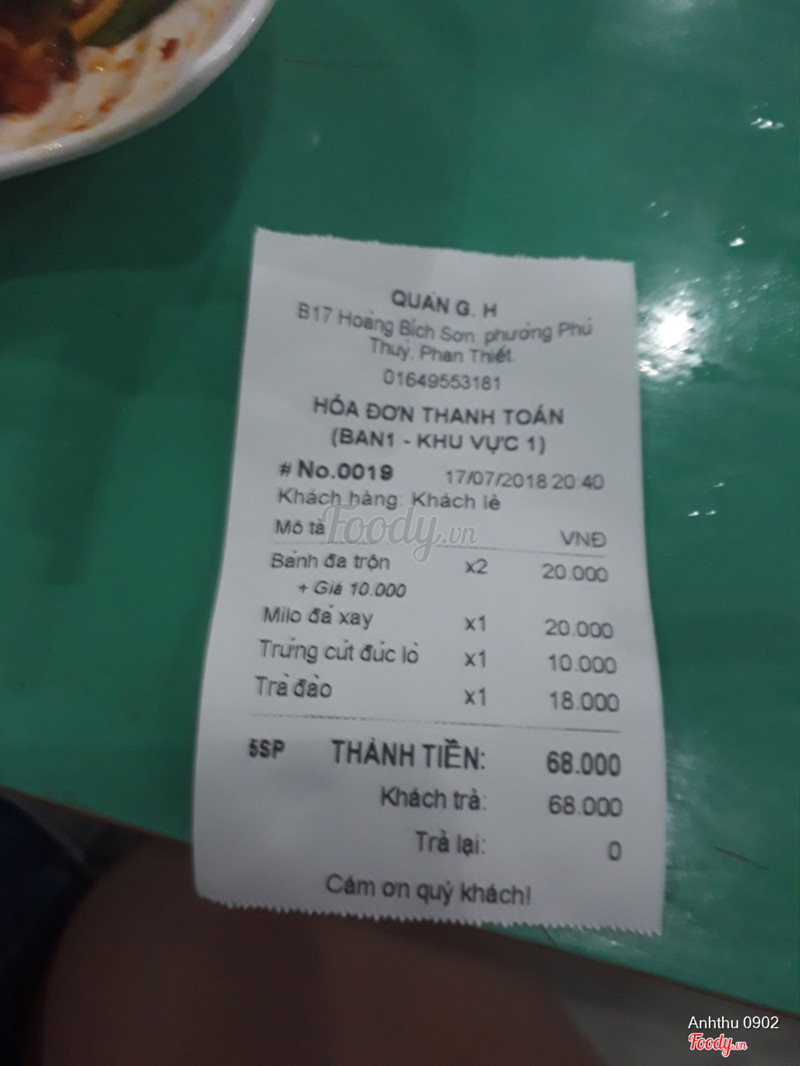 QUÁN G. H
B17 Hoàng Bích Sơn, phường Phú
Thuỷ, Phan Thiết
01649553181
HÓA ĐƠN THANH TOÁN
(BAN1 - KHU VỰC 1)
# No.0019 17/07/2018 20:40
Khách hàng: Khách lẻ
Mô tả VNĐ
Foody.vn
Bánh đa trộn x2 20.000
+ Giá 10.000
Milo đá xay x1 20.000
Trứng cút đúc lò x1 10.000
Trà đào x1 18.000
5SP THÀNH TIỀN: 68.000
Khách trả: 68.000
Trả lại: 0
Cám ơn quý khách!
Anhthu 0902
Foody.vn